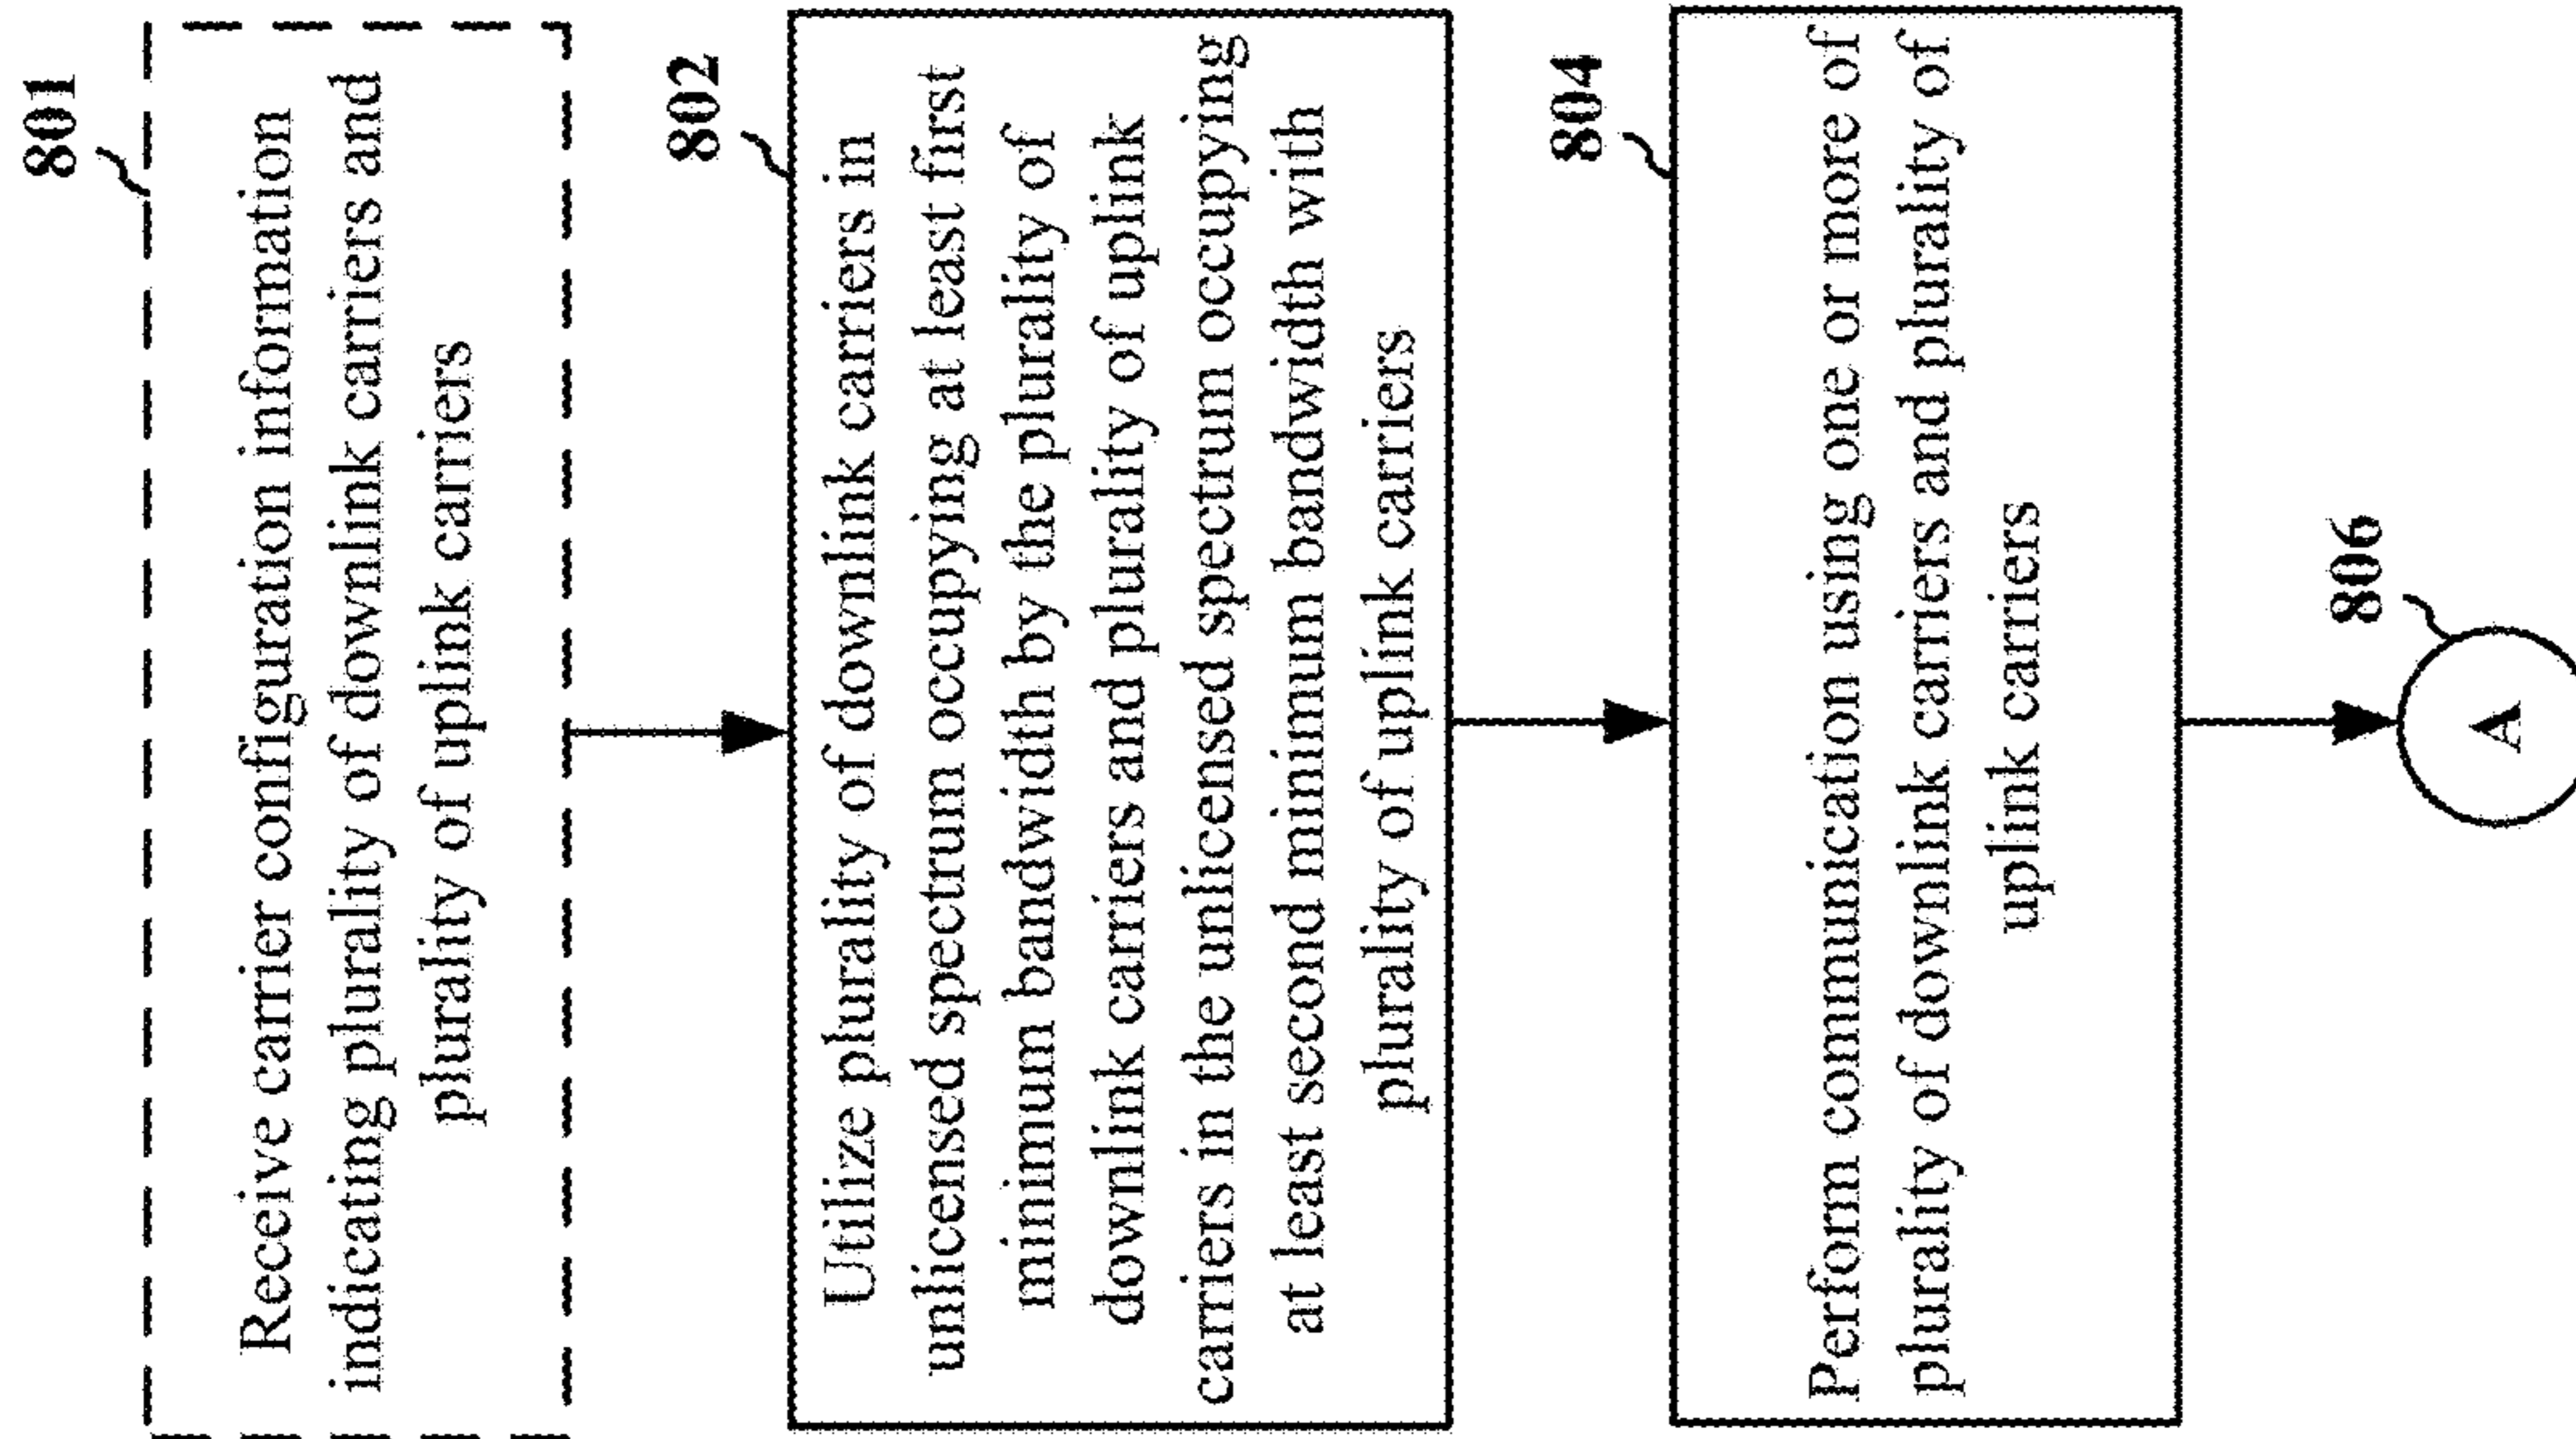 801
Receive carrier configuration information
indicating plurality of downlink carriers and
plurality of uplink carriers
802
Utilize plurality of downlink carriers in
unlicensed spectrum occupying at least first
minimum bandwidth by the plurality of
downlink carriers and plurality of uplink
carriers in the unlicensed spectrum occupying
at least second minimum bandwidth with
plurality of uplink carriers
804
Perform communication using one or more of
plurality of downlink carriers and plurality of
uplink carriers
806
A